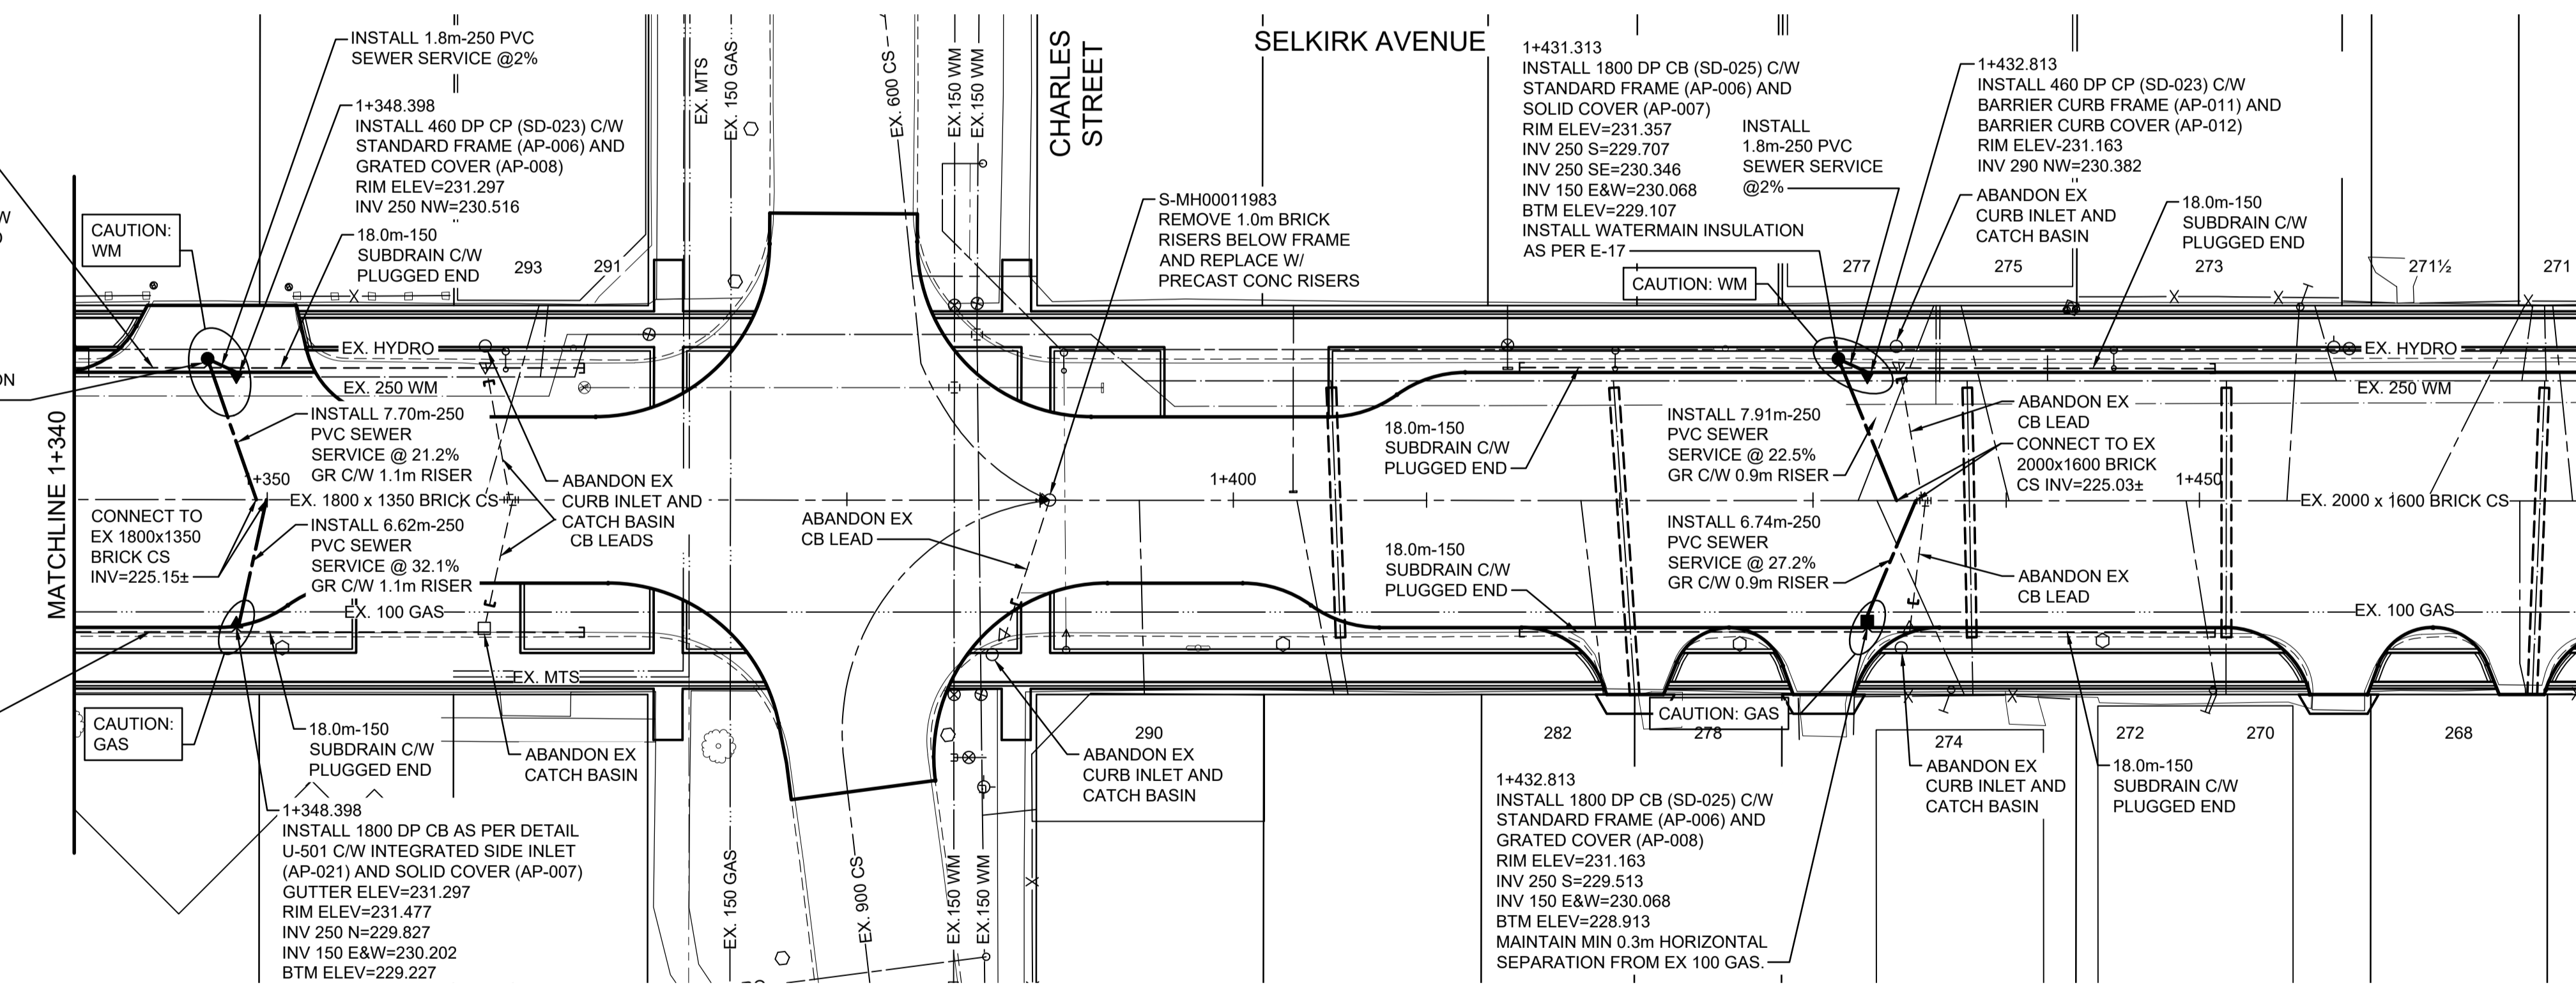 INSTALL 1.8m-250 PVC
SEWER SERVICE @2%
1+348.398
INSTALL 460 DP CP (SD-023) C/W
STANDARD FRAME (AP-006) AND
GRATED COVER (AP-008)
RIM ELEV=231.297
INV 250 NW=230.516
18.0m-150
SUBDRAIN C/W
PLUGGED END
293
291
CAUTION:
WM
W
ON
EX. MTS
EX. 150 GAS
EX. 600 CS
EX.150 WM
EX.150 WM
CHARLES
STREET
SELKIRK AVENUE
S-MH00011983
REMOVE 1.0m BRICK
RISERS BELOW FRAME
AND REPLACE W/
PRECAST CONC RISERS
1+431.313
INSTALL 1800 DP CB (SD-025) C/W
STANDARD FRAME (AP-006) AND
SOLID COVER (AP-007)
RIM ELEV=231.357
INV 250 S=229.707
INV 250 SE=230.346
INV 150 E&W=230.068
BTM ELEV=229.107
INSTALL WATERMAIN INSULATION
AS PER E-17
INSTALL
1.8m-250 PVC
SEWER SERVICE
@2%
CAUTION: WM
1+432.813
INSTALL 460 DP CP (SD-023) C/W
BARRIER CURB FRAME (AP-011) AND
BARRIER CURB COVER (AP-012)
RIM ELEV-231.163
INV 290 NW=230.382
ABANDON EX
CURB INLET AND
CATCH BASIN
18.0m-150
SUBDRAIN C/W
PLUGGED END
277
275
273
271½
271
EX. HYDRO
EX. 250 WM
EX. HYDRO
EX. 250 WM
MATCHLINE 1+340
INSTALL 7.70m-250
PVC SEWER
SERVICE @ 21.2%
GR C/W 1.1m RISER
1+350
EX. 1800 x 1350 BRICK CS
CONNECT TO
EX 1800x1350
BRICK CS
INV=225.15±
INSTALL 6.62m-250
PVC SEWER
SERVICE @ 32.1%
GR C/W 1.1m RISER
ABANDON EX
CURB INLET AND
CATCH BASIN
CB LEADS
ABANDON EX
CB LEAD
1+400
18.0m-150
SUBDRAIN C/W
PLUGGED END
18.0m-150
SUBDRAIN C/W
PLUGGED END
INSTALL 7.91m-250
PVC SEWER
SERVICE @ 22.5%
GR C/W 0.9m RISER
INSTALL 6.74m-250
PVC SEWER
SERVICE @ 27.2%
GR C/W 0.9m RISER
ABANDON EX
CB LEAD
CONNECT TO EX
2000x1600 BRICK
CS INV=225.03±
1+450
EX. 2000 x 1600 BRICK CS
ABANDON EX
CB LEAD
EX. 100 GAS
EX. 100 GAS
EX. MTS
CAUTION:
GAS
18.0m-150
SUBDRAIN C/W
PLUGGED END
ABANDON EX
CATCH BASIN
1+348.398
INSTALL 1800 DP CB AS PER DETAIL
U-501 C/W INTEGRATED SIDE INLET
(AP-021) AND SOLID COVER (AP-007)
GUTTER ELEV=231.297
RIM ELEV=231.477
INV 250 N=229.827
INV 150 E&W=230.202
BTM ELEV=229.227
EX. 150 GAS
EX. 900 CS
EX.150 WM
EX.150 WM
290
ABANDON EX
CURB INLET AND
CATCH BASIN
282
278
CAUTION: GAS
274
272
270
268
1+432.813
INSTALL 1800 DP CB (SD-025) C/W
STANDARD FRAME (AP-006) AND
GRATED COVER (AP-008)
RIM ELEV=231.163
INV 250 S=229.513
INV 150 E&W=230.068
BTM ELEV=228.913
MAINTAIN MIN 0.3m HORIZONTAL
SEPARATION FROM EX 100 GAS.
ABANDON EX
CURB INLET AND
CATCH BASIN
18.0m-150
SUBDRAIN C/W
PLUGGED END